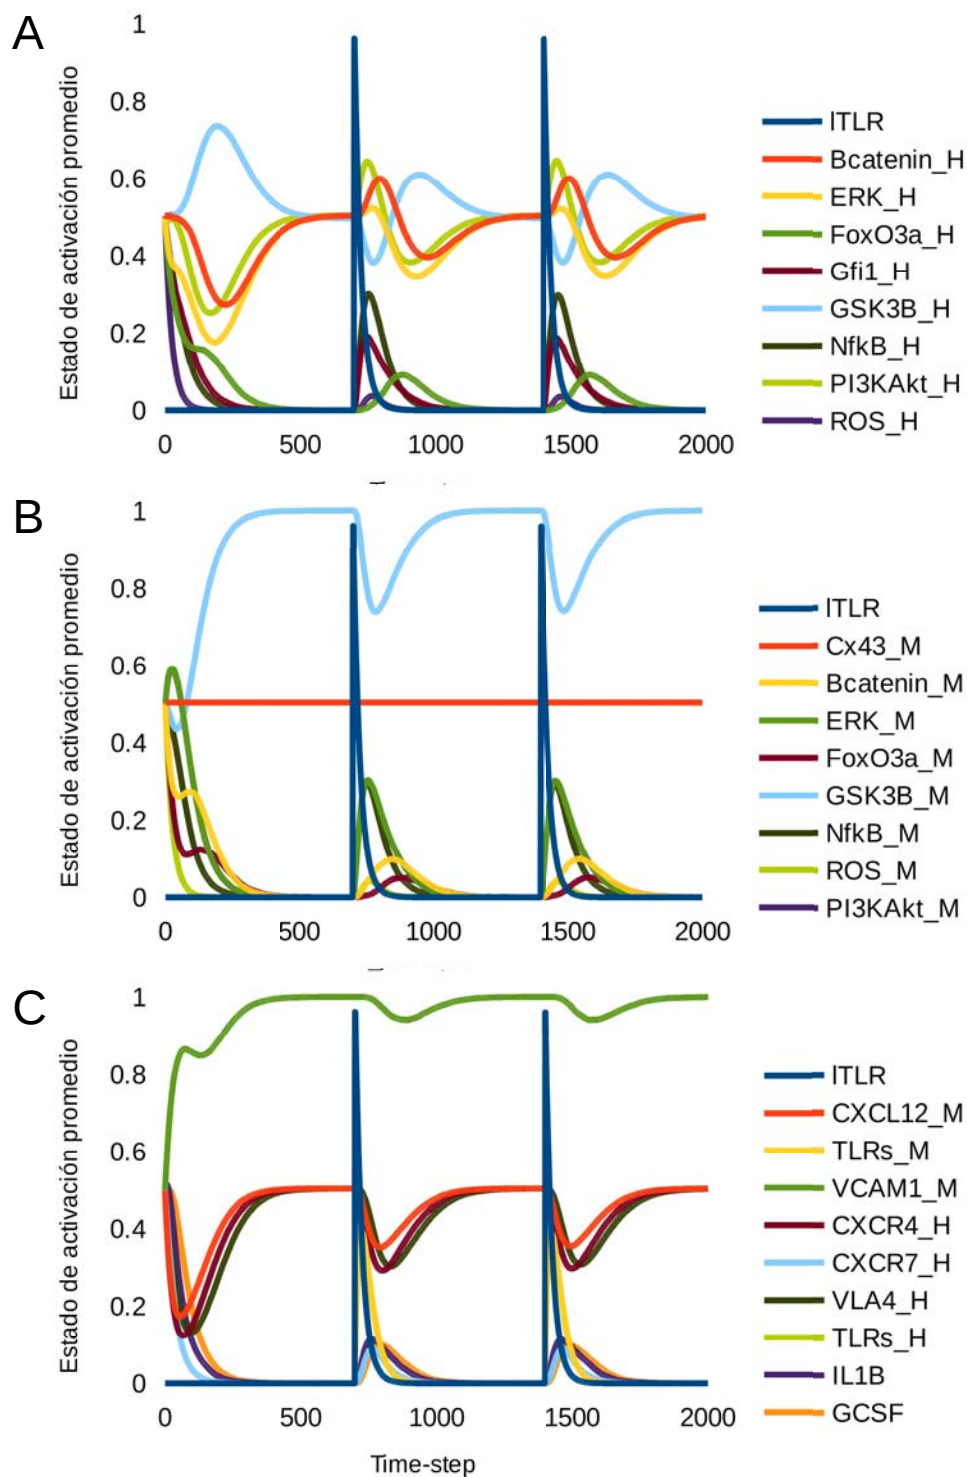 A
Estado de activación promedio
1
0.8
0.6
0.4
0.2
0
0 500 1000 1500 2000
lTLR
Bcatenin_H
ERK_H
FoxO3a_H
Gfi1_H
GSK3B_H
NfkB_H
PI3KAkt_H
ROS_H
B
Estado de activación promedio
1
0.8
0.6
0.4
0.2
0
0 500 1000 1500 2000
lTLR
Cx43_M
Bcatenin_M
ERK_M
FoxO3a_M
GSK3B_M
NfkB_M
ROS_M
PI3KAkt_M
C
Estado de activación promedio
1
0.8
0.6
0.4
0.2
0
0 500 1000 1500 2000
Time-step
lTLR
CXCL12_M
TLRs_M
VCAM1_M
CXCR4_H
CXCR7_H
VLA4_H
TLRs_H
IL1B
GCSF